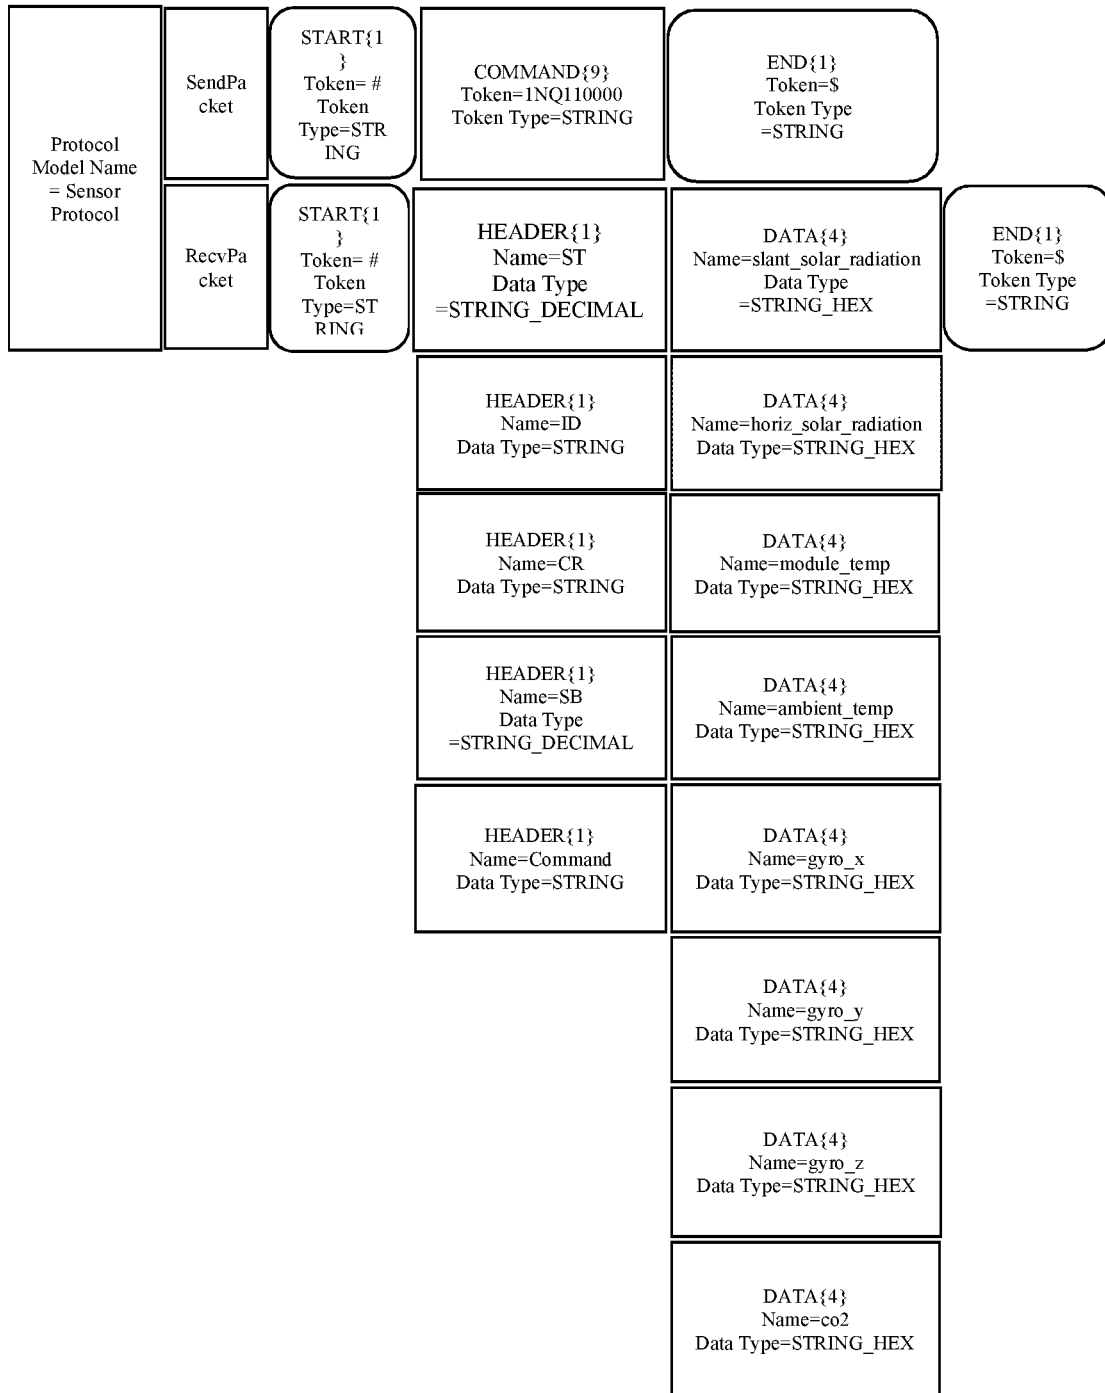 Protocol
Model Name
= Sensor
Protocol
SendPa
cket
START{1
}
Token= #
Token
Type=STR
ING
COMMAND{9}
Token=1NQ110000
Token Type=STRING
END{1}
Token=$
Token Type
=STRING
RecvPa
cket
START{1
}
Token= #
Token
Type=ST
RING
HEADER{1}
Name=ST
Data Type
=STRING_DECIMAL
DATA{4}
Name=slant_solar_radiation
Data Type
=STRING_HEX
END{1}
Token=$
Token Type
=STRING
HEADER{1}
Name=ID
Data Type=STRING
DATA{4}
Name=horiz_solar_radiation
Data Type=STRING_HEX
HEADER{1}
Name=CR
Data Type=STRING
DATA{4}
Name=module_temp
Data Type=STRING_HEX
HEADER{1}
Name=SB
Data Type
=STRING_DECIMAL
DATA{4}
Name=ambient_temp
Data Type=STRING_HEX
HEADER{1}
Name=Command
Data Type=STRING
DATA{4}
Name=gyro_x
Data Type=STRING_HEX
DATA{4}
Name=gyro_y
Data Type=STRING_HEX
DATA{4}
Name=gyro_z
Data Type=STRING_HEX
DATA{4}
Name=co2
Data Type=STRING_HEX